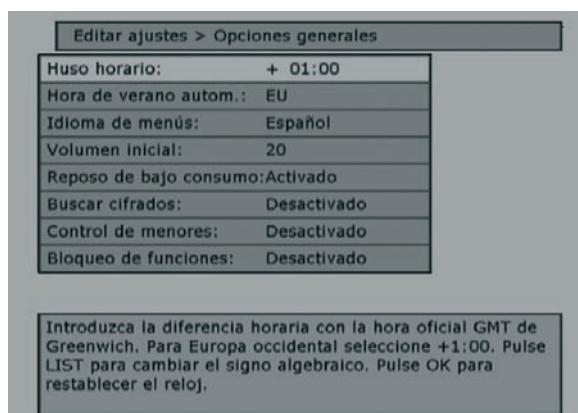 Editar ajustes > Opciones generales
Huso horario: + 01:00
Hora de verano autom.: EU
Idioma de menús: Español
Volumen inicial: 20
Reposo de bajo consumo:Activado
Buscar cifrados: Desactivado
Control de menores: Desactivado
Bloqueo de funciones: Desactivado
Introduzca la diferencia horaria con la hora oficial GMT de
Greenwich. Para Europa occidental seleccione +1:00. Pulse
LIST para cambiar el signo algebraico. Pulse OK para
restablecer el reloj.